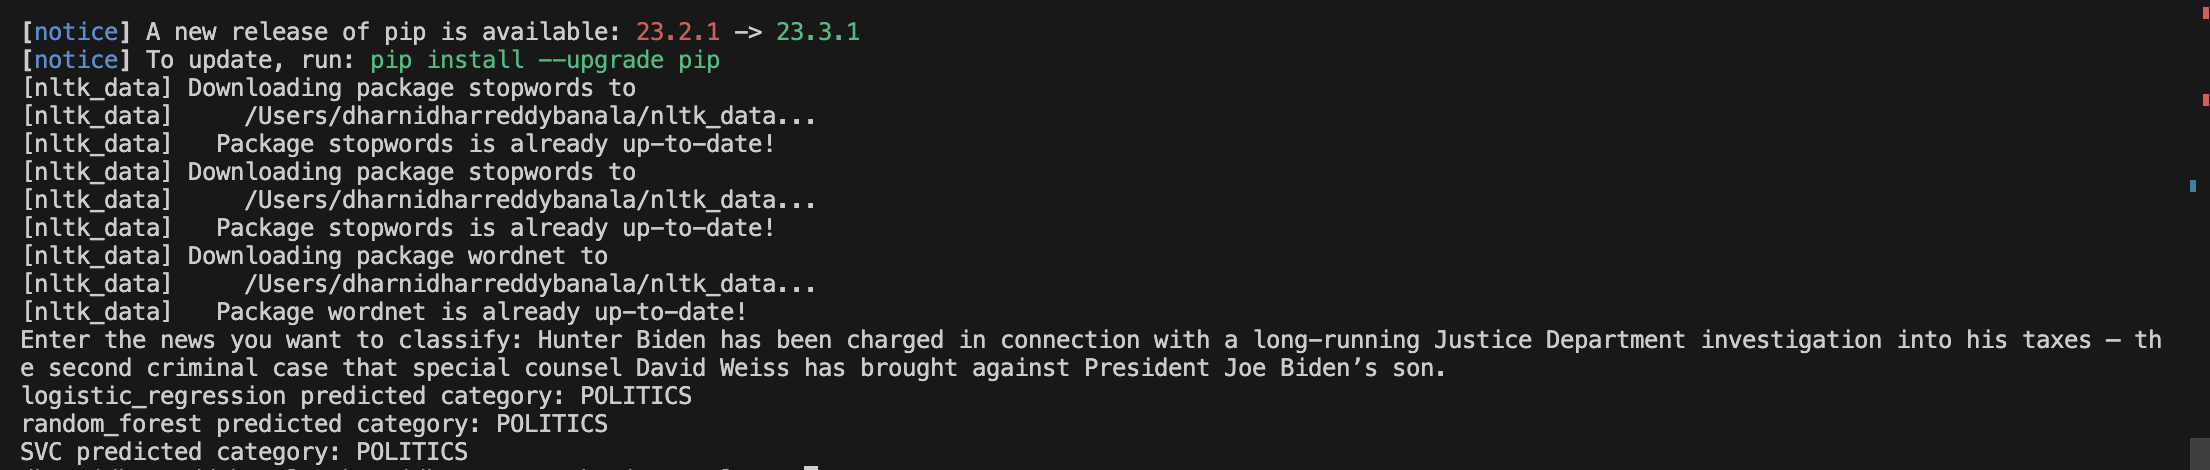 [notice] A new release of pip is available: 23.2.1 -> 23.3.1
[notice] To update, run: pip install --upgrade pip
[nltk_data] Downloading package stopwords to
[nltk_data]     /Users/dharnidharreddybanala/nltk_data...
[nltk_data]   Package stopwords is already up-to-date!
[nltk_data] Downloading package stopwords to
[nltk_data]     /Users/dharnidharreddybanala/nltk_data...
[nltk_data]   Package stopwords is already up-to-date!
[nltk_data] Downloading package wordnet to
[nltk_data]     /Users/dharnidharreddybanala/nltk_data...
[nltk_data]   Package wordnet is already up-to-date!
Enter the news you want to classify: Hunter Biden has been charged in connection with a long-running Justice Department investigation into his taxes — th
e second criminal case that special counsel David Weiss has brought against President Joe Biden’s son.
logistic_regression predicted category: POLITICS
random_forest predicted category: POLITICS
SVC predicted category: POLITICS